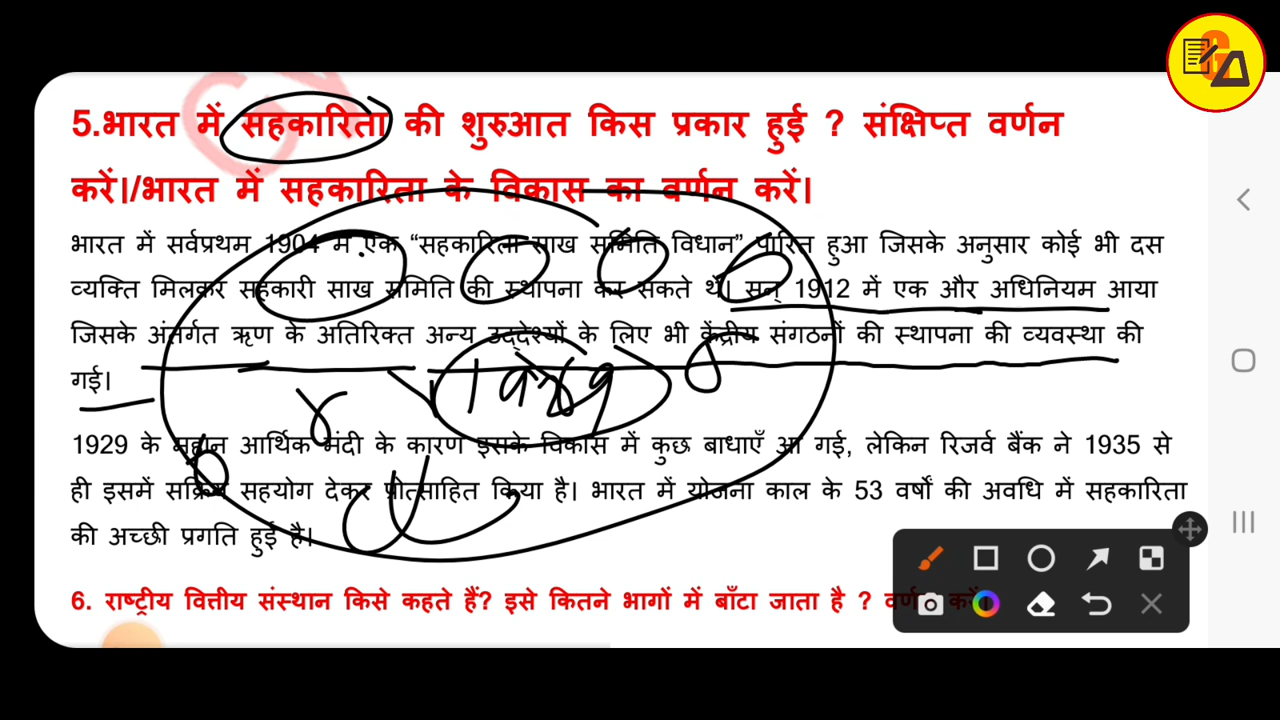 5.भारत में सहकारिता की शुरुआत किस प्रकार हुई ? संक्षिप्त वर्णन
करें।/भारत में सहकारिता के विकास का वर्णन करें।
भारत में सर्वप्रथम 1904 में एक “सहकारिता साख समिति विधान” पारित हुआ जिसके अनुसार कोई भी दस
व्यक्ति मिलकर सहकारी साख समिति की स्थापना कर सकते थे। सन् 1912 में एक और अधिनियम आया
जिसके अंतर्गत ऋण के अतिरिक्त अन्य उद्देश्यों के लिए भी केंद्रीय संगठनों की स्थापना की व्यवस्था की
गई।
1929 के महान आर्थिक मंदी के कारण इसके विकास में कुछ बाधाएँ आ गई, लेकिन रिजर्व बैंक ने 1935 से
ही इसमें सक्रिय सहयोग देकर प्रोत्साहित किया है। भारत में योजना काल के 53 वर्षों की अवधि में सहकारिता
की अच्छी प्रगति हुई है।
6. राष्ट्रीय वित्तीय संस्थान किसे कहते हैं? इसे कितने भागों में बाँटा जाता है ? वर्णन करें।